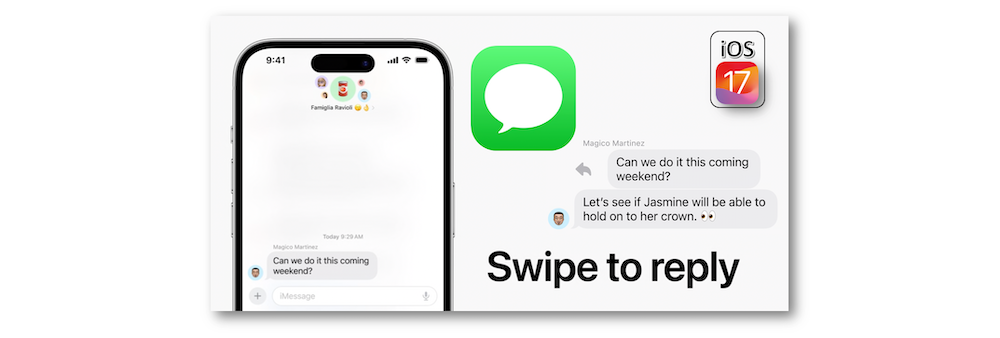 9:41
Famiglia Ravioli 😋👌
Today 9:29 AM
Magico Martinez
Can we do it this coming
weekend?
iMessage
iOS
17
Magico Martinez
Can we do it this coming
weekend?
Let's see if Jasmine will be able to
hold on to her crown. 👀
Swipe to reply